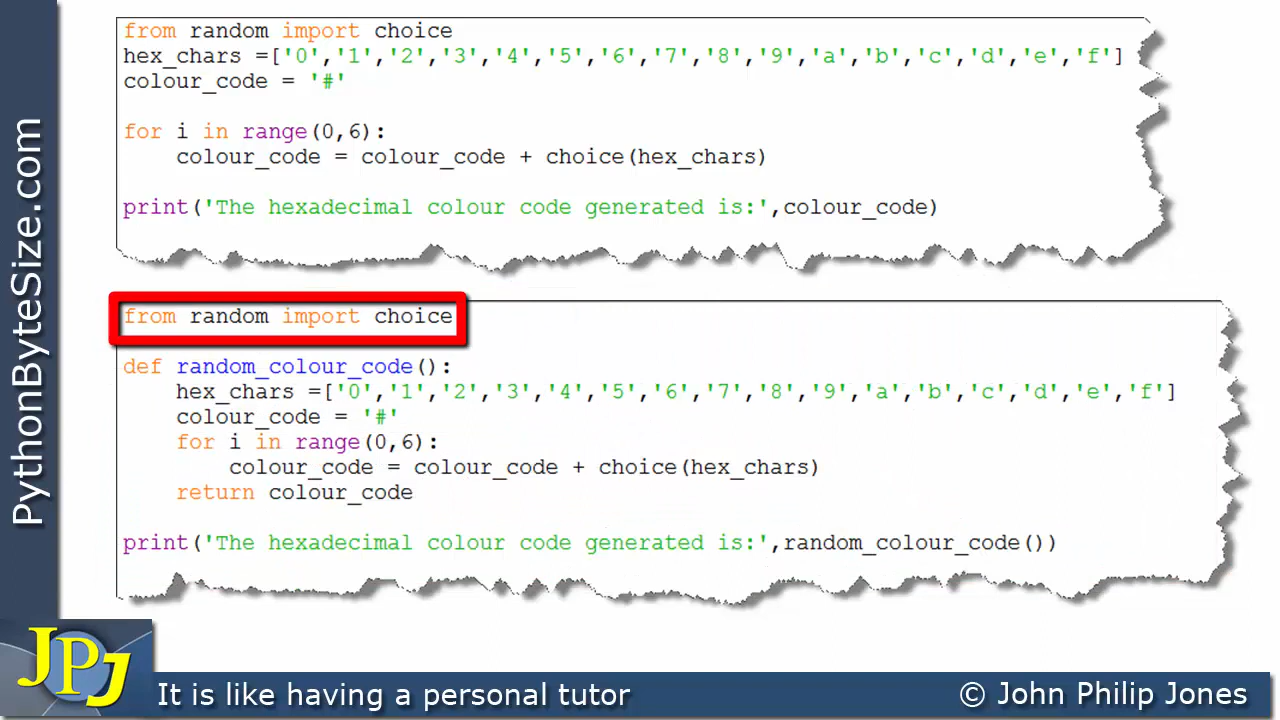 PythonByteSize.com
from random import choice
hex_chars =['0','1','2','3','4','5','6','7','8','9','a','b','c','d','e','f']
colour_code = '#'
for i in range(0,6):
    colour_code = colour_code + choice(hex_chars)
print('The hexadecimal colour code generated is:',colour_code)
from random import choice
def random_colour_code():
    hex_chars =['0','1','2','3','4','5','6','7','8','9','a','b','c','d','e','f']
    colour_code = '#'
    for i in range(0,6):
        colour_code = colour_code + choice(hex_chars)
    return colour_code
print('The hexadecimal colour code generated is:',random_colour_code())
JPJ
It is like having a personal tutor
© John Philip Jones